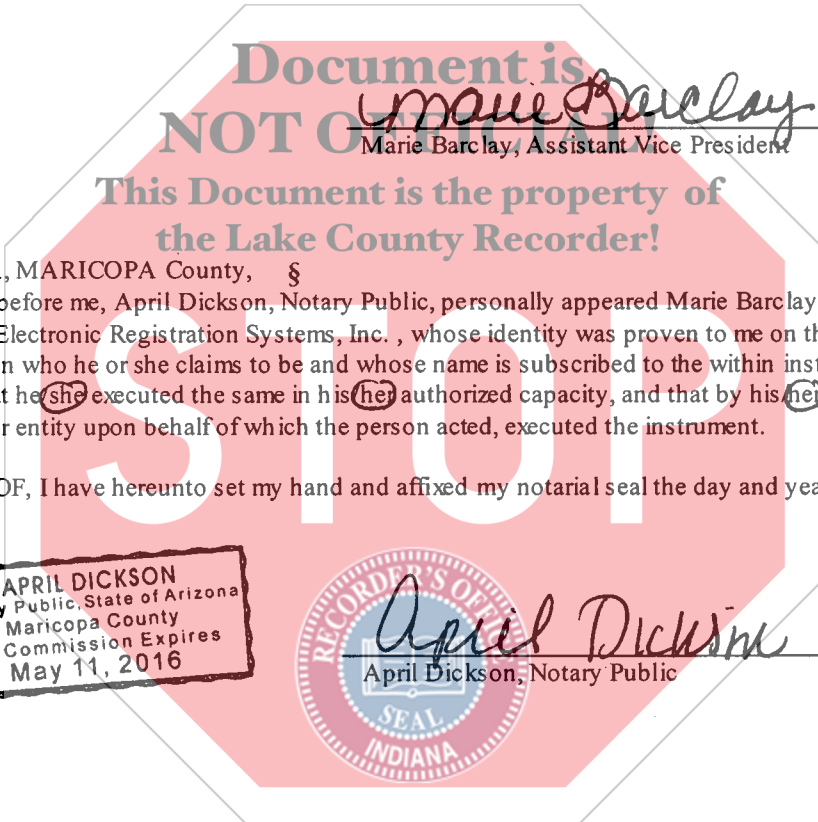 Document is
Marie Barclay
NOT OFFICIAL
Marie Barclay, Assistant Vice President
This Document is the property of
the Lake County Recorder!
, MARICOPA County, §
before me, April Dickson, Notary Public, personally appeared Marie Barclay
Electronic Registration Systems, Inc. , whose identity was proven to me on th
n who he or she claims to be and whose name is subscribed to the within inst
t he/she executed the same in his/her authorized capacity, and that by his/her
r entity upon behalf of which the person acted, executed the instrument.
STOP
OF, I have hereunto set my hand and affixed my notarial seal the day and yea
APRIL DICKSON
y Public, State of Arizona
Maricopa County
Commission Expires
May 11, 2016
April Dickson
April Dickson, Notary Public
RECORDER'S OFFICE
SEAL
INDIANA